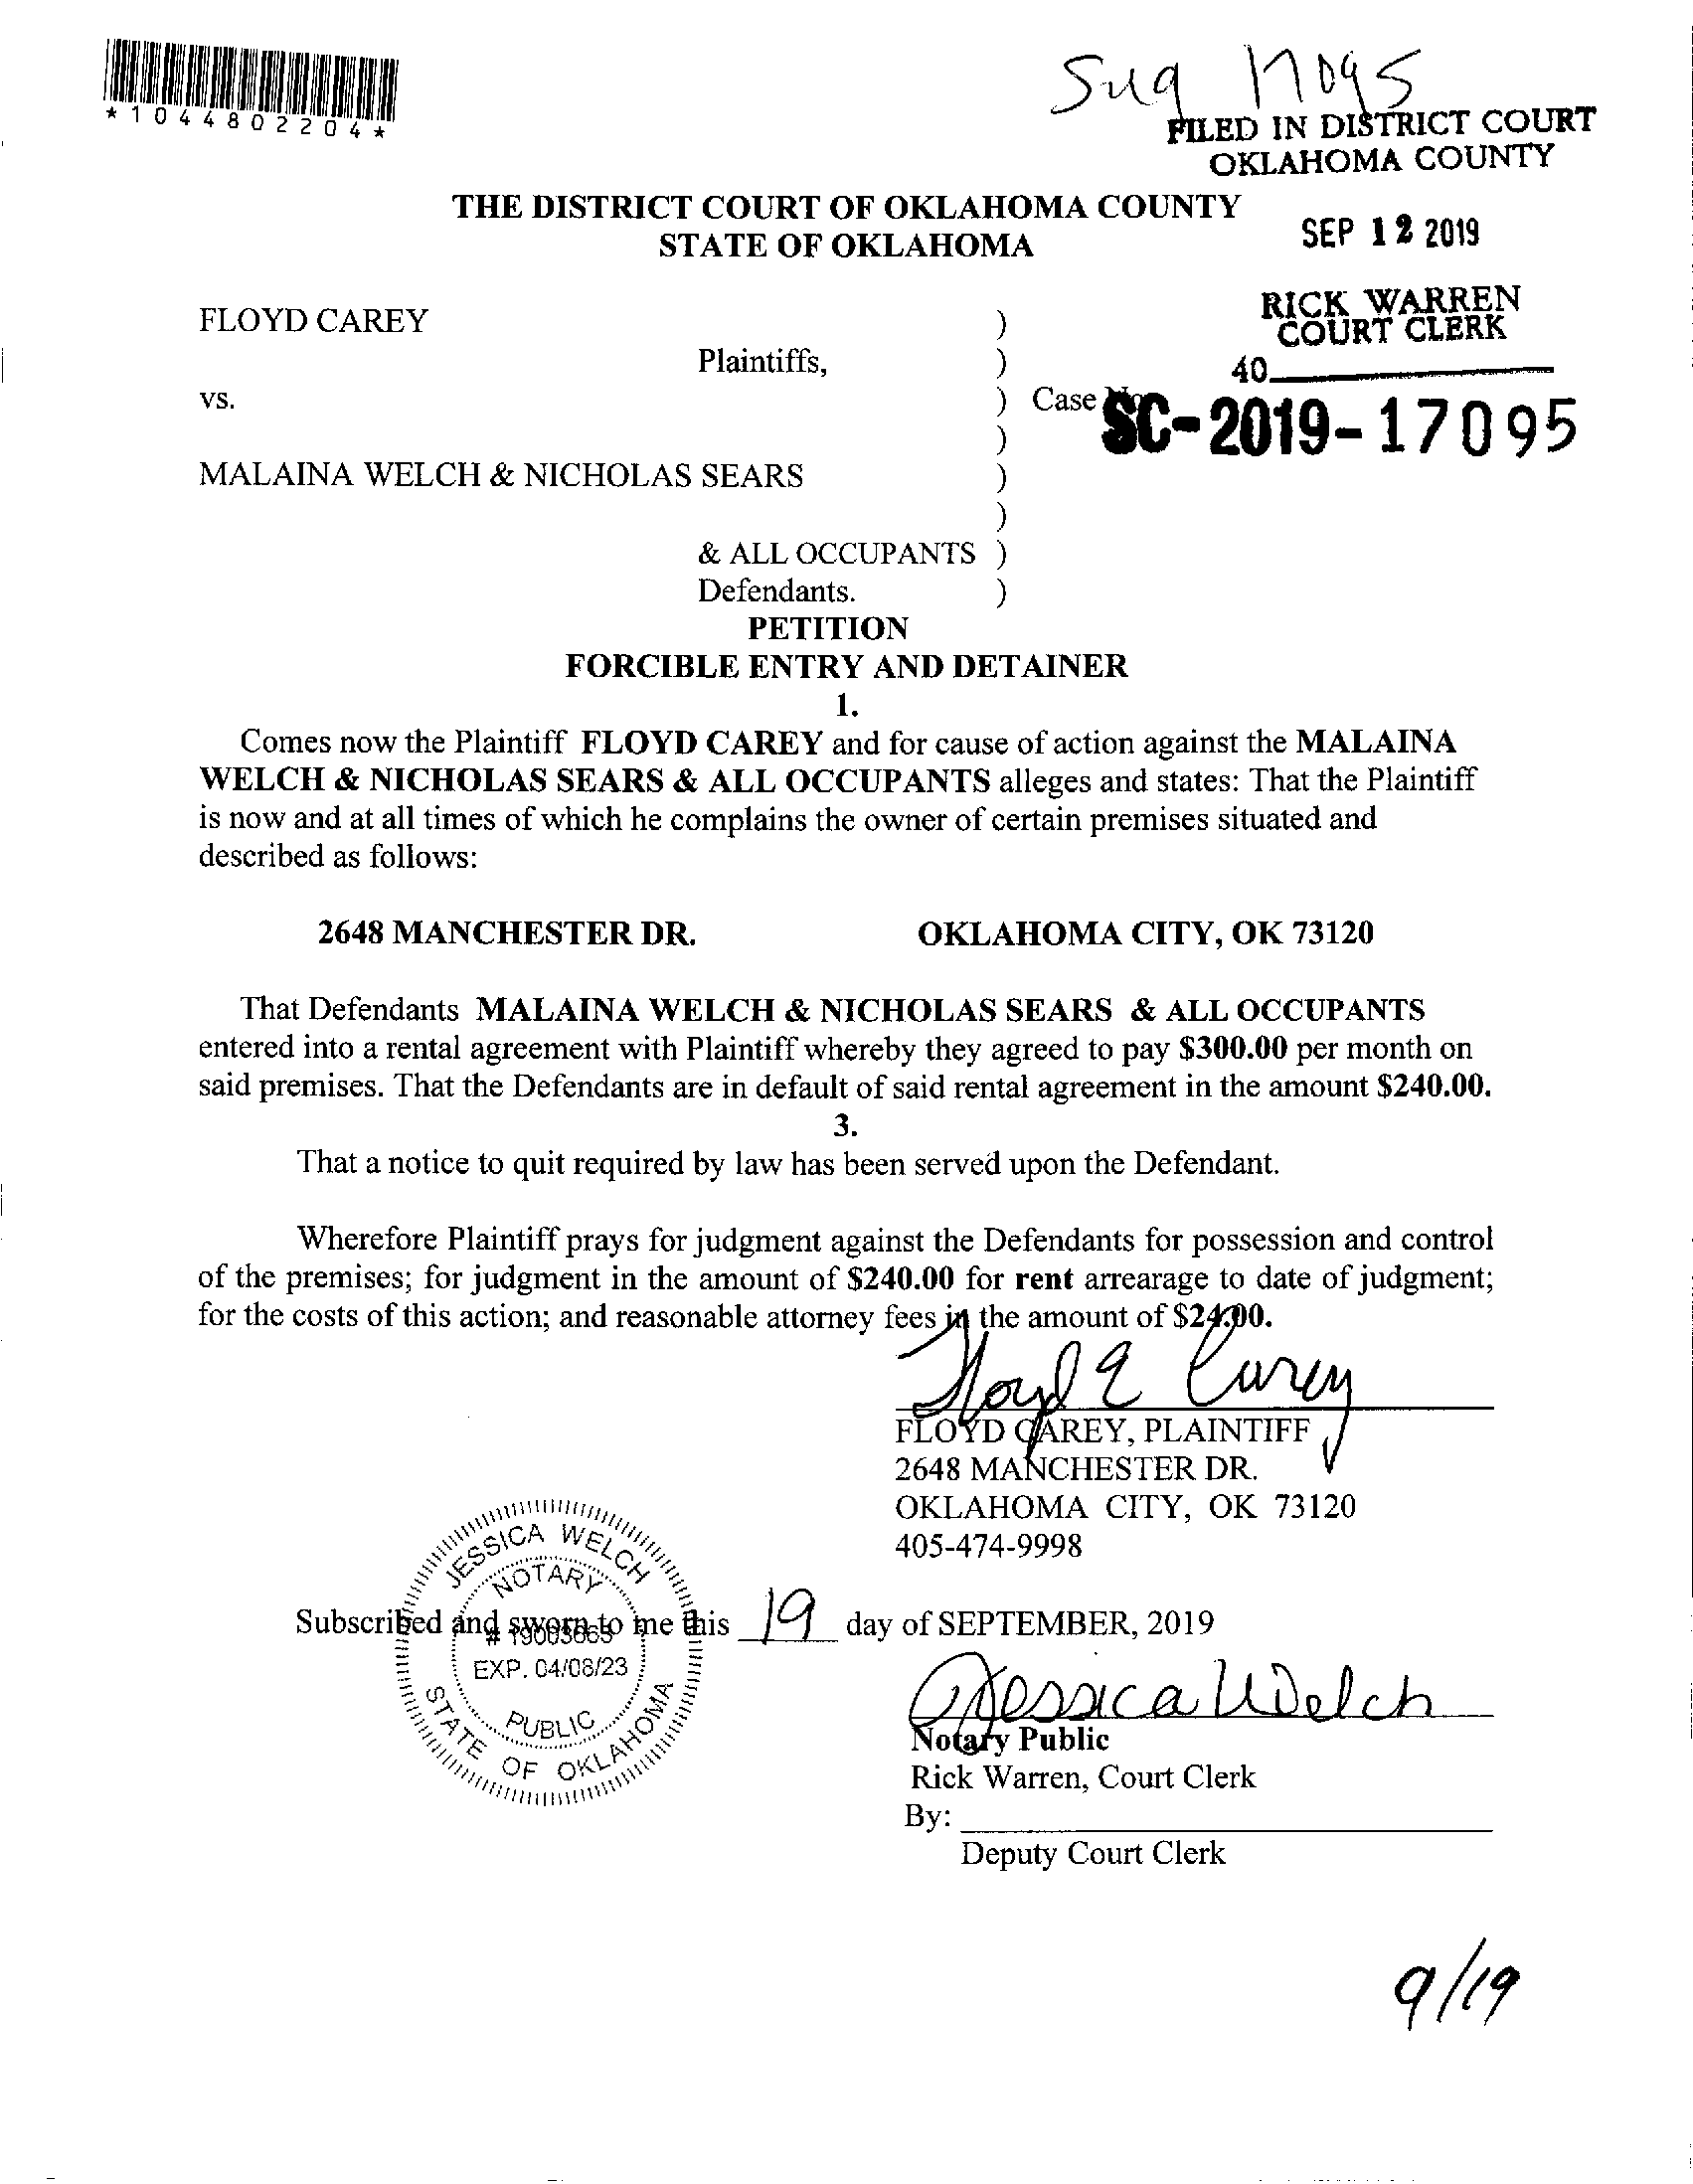 *1044802204*
Sug 17095
FILED IN DISTRICT COURT
OKLAHOMA COUNTY
THE DISTRICT COURT OF OKLAHOMA COUNTY
STATE OF OKLAHOMA
SEP 12 2019
RICK WARREN
COURT CLERK
40
FLOYD CAREY )
Plaintiffs, )
vs. ) Case No.
SC-2019-17095
)
MALAINA WELCH & NICHOLAS SEARS )
)
& ALL OCCUPANTS )
Defendants. )
PETITION
FORCIBLE ENTRY AND DETAINER
1.
Comes now the Plaintiff FLOYD CAREY and for cause of action against the MALAINA
WELCH & NICHOLAS SEARS & ALL OCCUPANTS alleges and states: That the Plaintiff
is now and at all times of which he complains the owner of certain premises situated and
described as follows:
2648 MANCHESTER DR. OKLAHOMA CITY, OK 73120
That Defendants MALAINA WELCH & NICHOLAS SEARS & ALL OCCUPANTS
entered into a rental agreement with Plaintiff whereby they agreed to pay $300.00 per month on
said premises. That the Defendants are in default of said rental agreement in the amount $240.00.
3.
That a notice to quit required by law has been served upon the Defendant.
Wherefore Plaintiff prays for judgment against the Defendants for possession and control
of the premises; for judgment in the amount of $240.00 for rent arrearage to date of judgment;
for the costs of this action; and reasonable attorney fees in the amount of $24.00.
Floyd E Carey
FLOYD CAREY, PLAINTIFF
2648 MANCHESTER DR.
OKLAHOMA CITY, OK 73120
405-474-9998
JESSICA WELCH
NOTARY
# 19003665
EXP. 04/08/23
PUBLIC
STATE OF OKLAHOMA
Subscribed and sworn to me this 19 day of SEPTEMBER, 2019
Jessica Welch
Notary Public
Rick Warren, Court Clerk
By:
Deputy Court Clerk
9/19